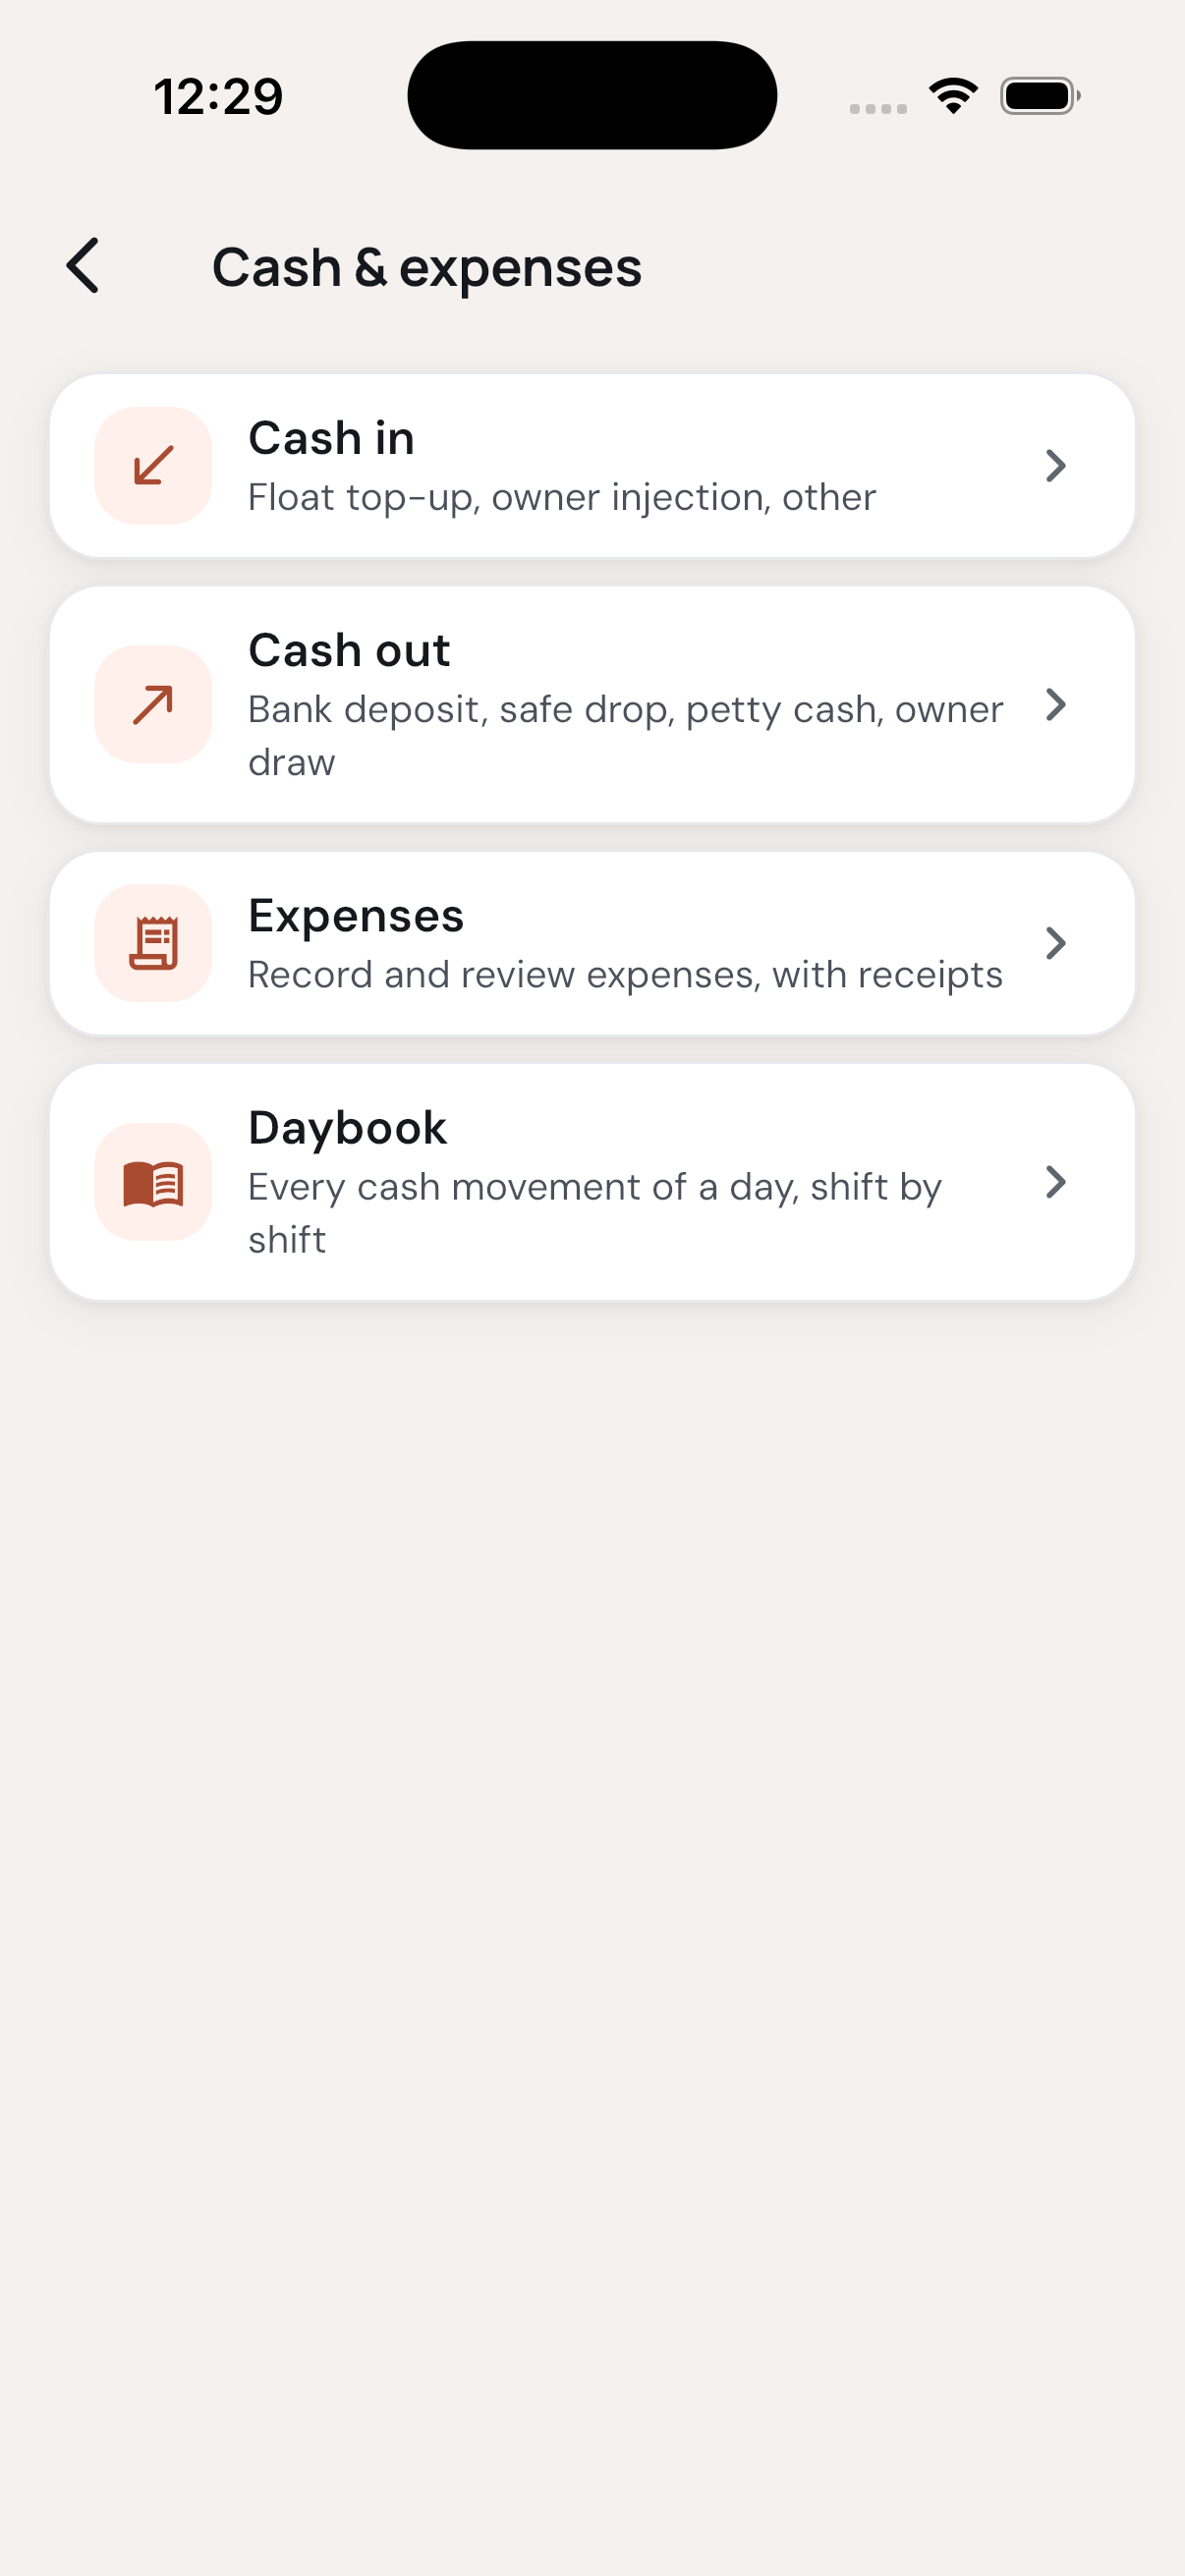 12:29
Cash & expenses
Cash in
Float top-up, owner injection, other
Cash out
Bank deposit, safe drop, petty cash, owner
draw
Expenses
Record and review expenses, with receipts
Daybook
Every cash movement of a day, shift by
shift